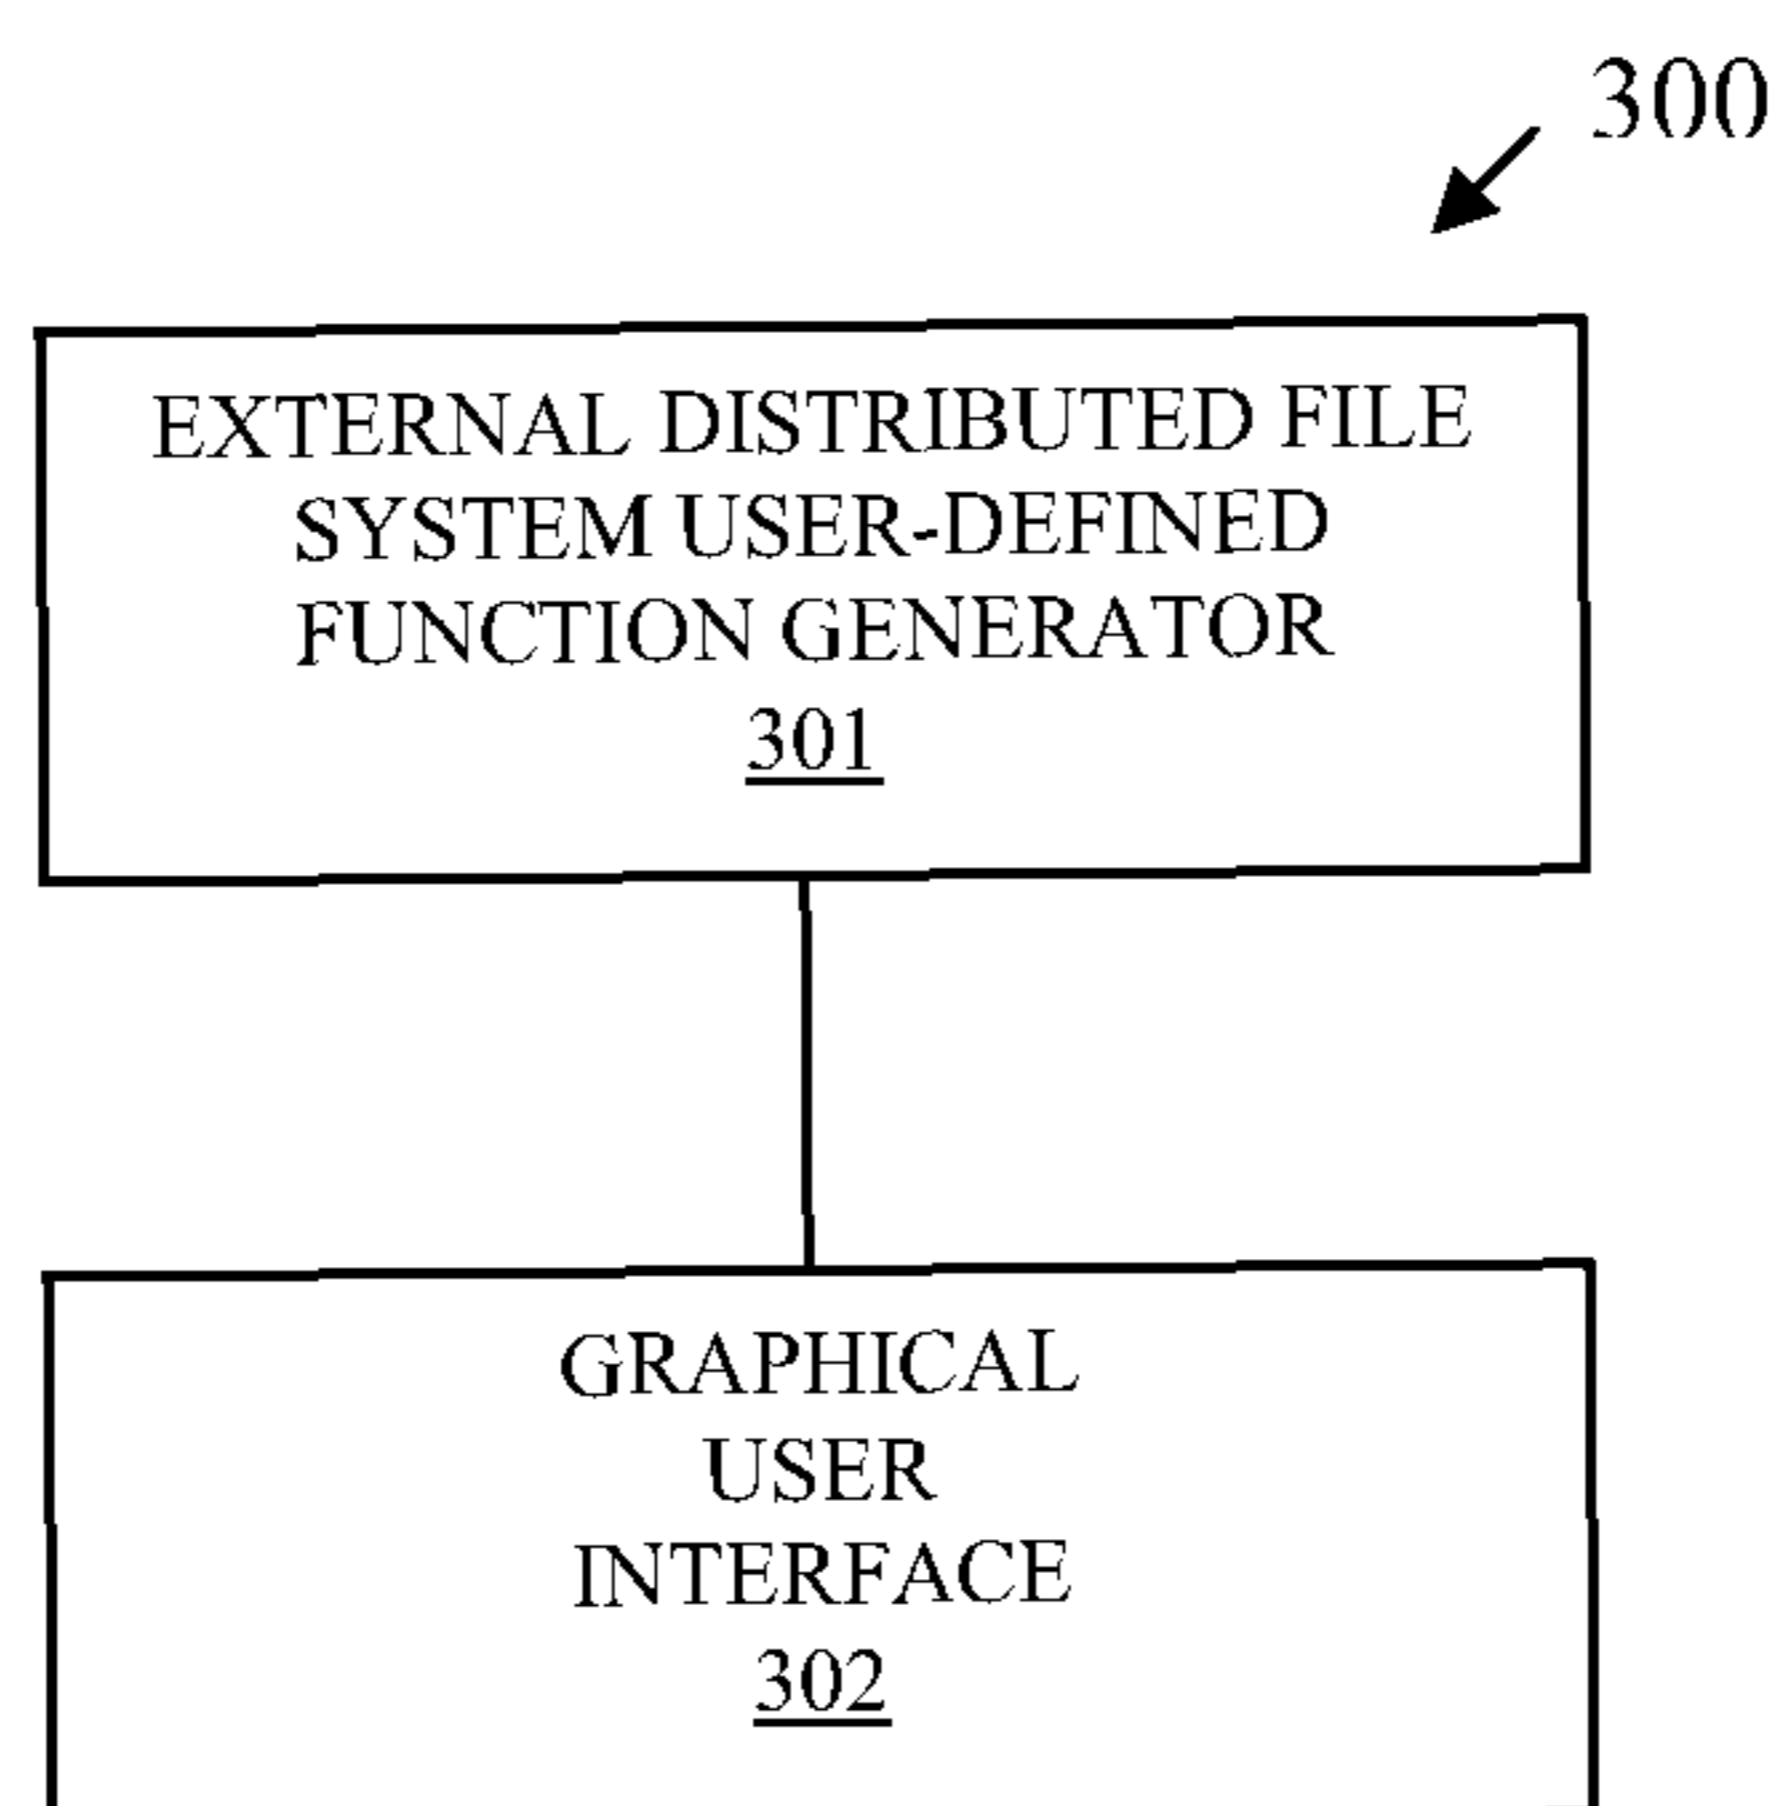 300
EXTERNAL DISTRIBUTED FILE
SYSTEM USER-DEFINED
FUNCTION GENERATOR
301
GRAPHICAL
USER
INTERFACE
302